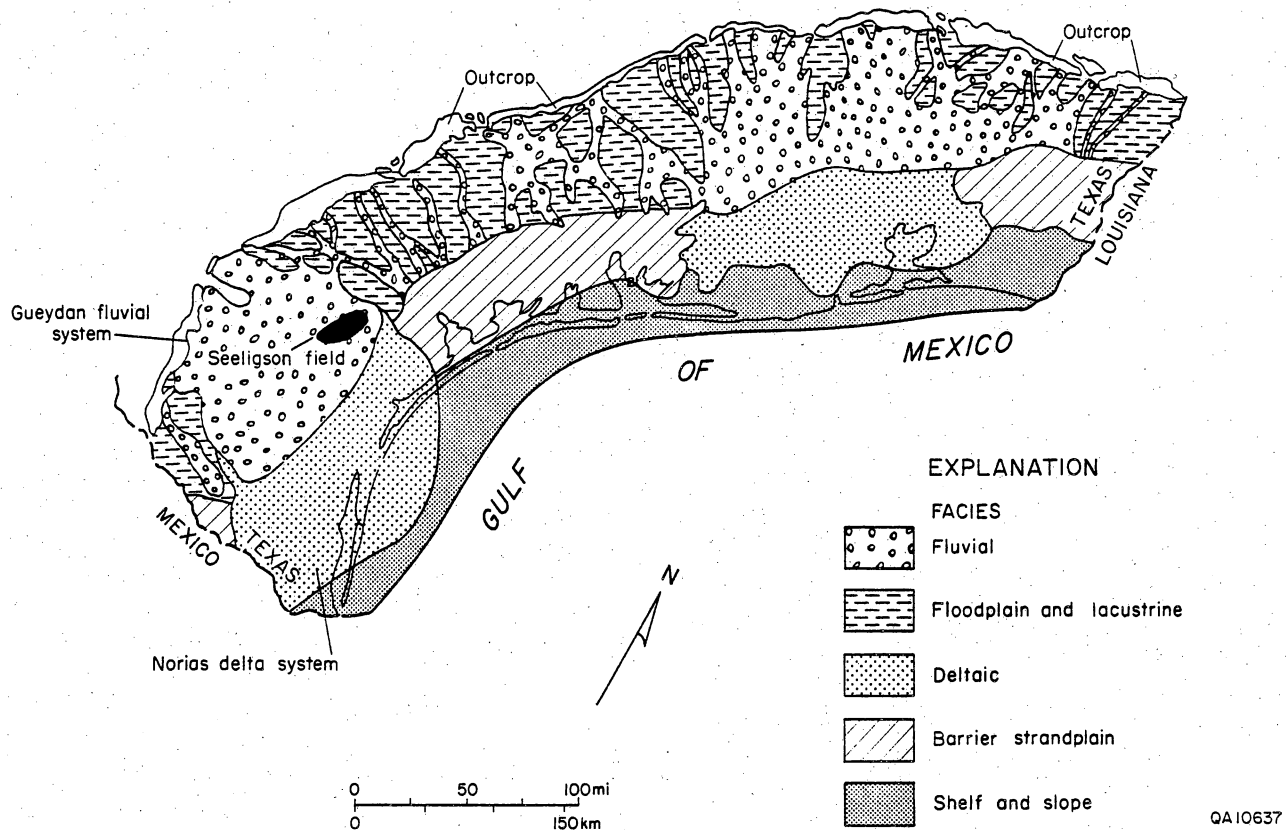 Outcrop
Outcrop
Gueydan fluvial
system
Seeligson field
TEXAS
LOUISIANA
GULF
OF
MEXICO
MEXICO
TEXAS
Norias delta system
N
EXPLANATION
FACIES
Fluvial
Floodplain and lacustrine
Deltaic
Barrier strandplain
Shelf and slope
0 50 100mi
0 150km
QA10637